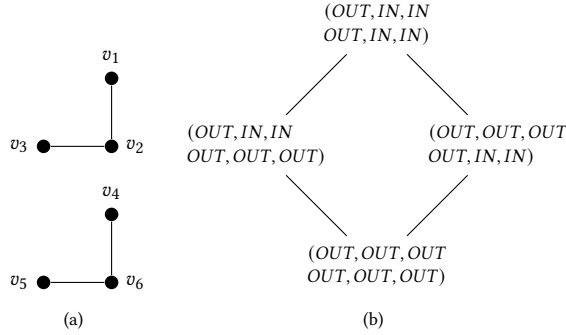 (OUT, IN, IN
OUT, IN, IN)
v1
v3
v2
(OUT, IN, IN
OUT, OUT, OUT)
(OUT, OUT, OUT
OUT, IN, IN)
v4
v5
v6
(OUT, OUT, OUT
OUT, OUT, OUT)
(a)
(b)